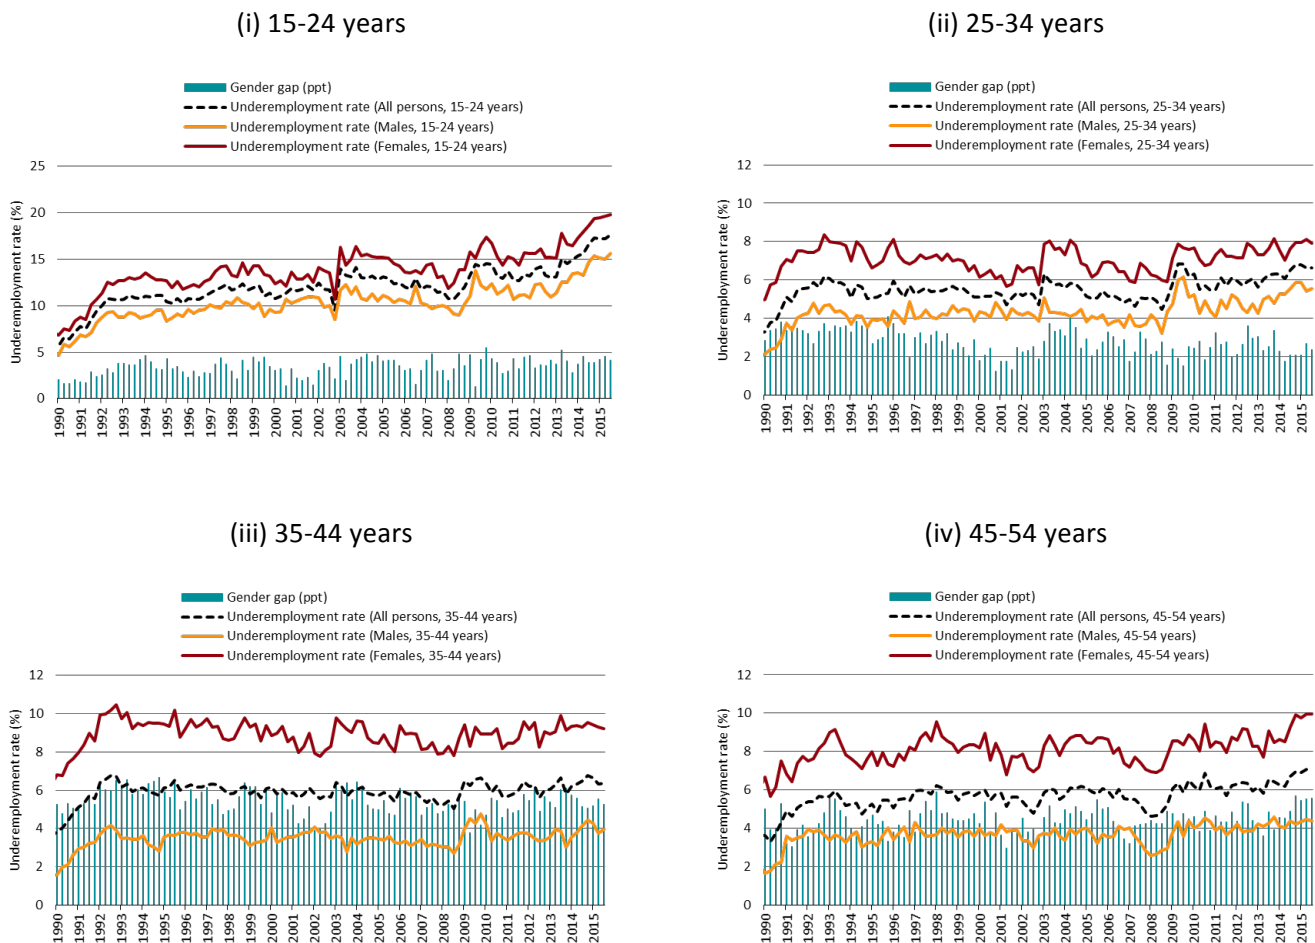 (i) 15-24 years
Gender gap (ppt)
Underemployment rate (All persons, 15-24 years)
Underemployment rate (Males, 15-24 years)
Underemployment rate (Females, 15-24 years)
Underemployment rate (%)
25
20
15
10
5
0
1990 1991 1992 1993 1994 1995 1996 1997 1998 1999 2000 2001 2002 2003 2004 2005 2006 2007 2008 2009 2010 2011 2012 2013 2014 2015
(ii) 25-34 years
Gender gap (ppt)
Underemployment rate (All persons, 25-34 years)
Underemployment rate (Males, 25-34 years)
Underemployment rate (Females, 25-34 years)
Underemployment rate (%)
12
10
8
6
4
2
0
1990 1991 1992 1993 1994 1995 1996 1997 1998 1999 2000 2001 2002 2003 2004 2005 2006 2007 2008 2009 2010 2011 2012 2013 2014 2015
(iii) 35-44 years
Gender gap (ppt)
Underemployment rate (All persons, 35-44 years)
Underemployment rate (Males, 35-44 years)
Underemployment rate (Females, 35-44 years)
Underemployment rate (%)
12
10
8
6
4
2
0
1990 1991 1992 1993 1994 1995 1996 1997 1998 1999 2000 2001 2002 2003 2004 2005 2006 2007 2008 2009 2010 2011 2012 2013 2014 2015
(iv) 45-54 years
Gender gap (ppt)
Underemployment rate (All persons, 45-54 years)
Underemployment rate (Males, 45-54 years)
Underemployment rate (Females, 45-54 years)
Underemployment rate (%)
12
10
8
6
4
2
0
1990 1991 1992 1993 1994 1995 1996 1997 1998 1999 2000 2001 2002 2003 2004 2005 2006 2007 2008 2009 2010 2011 2012 2013 2014 2015